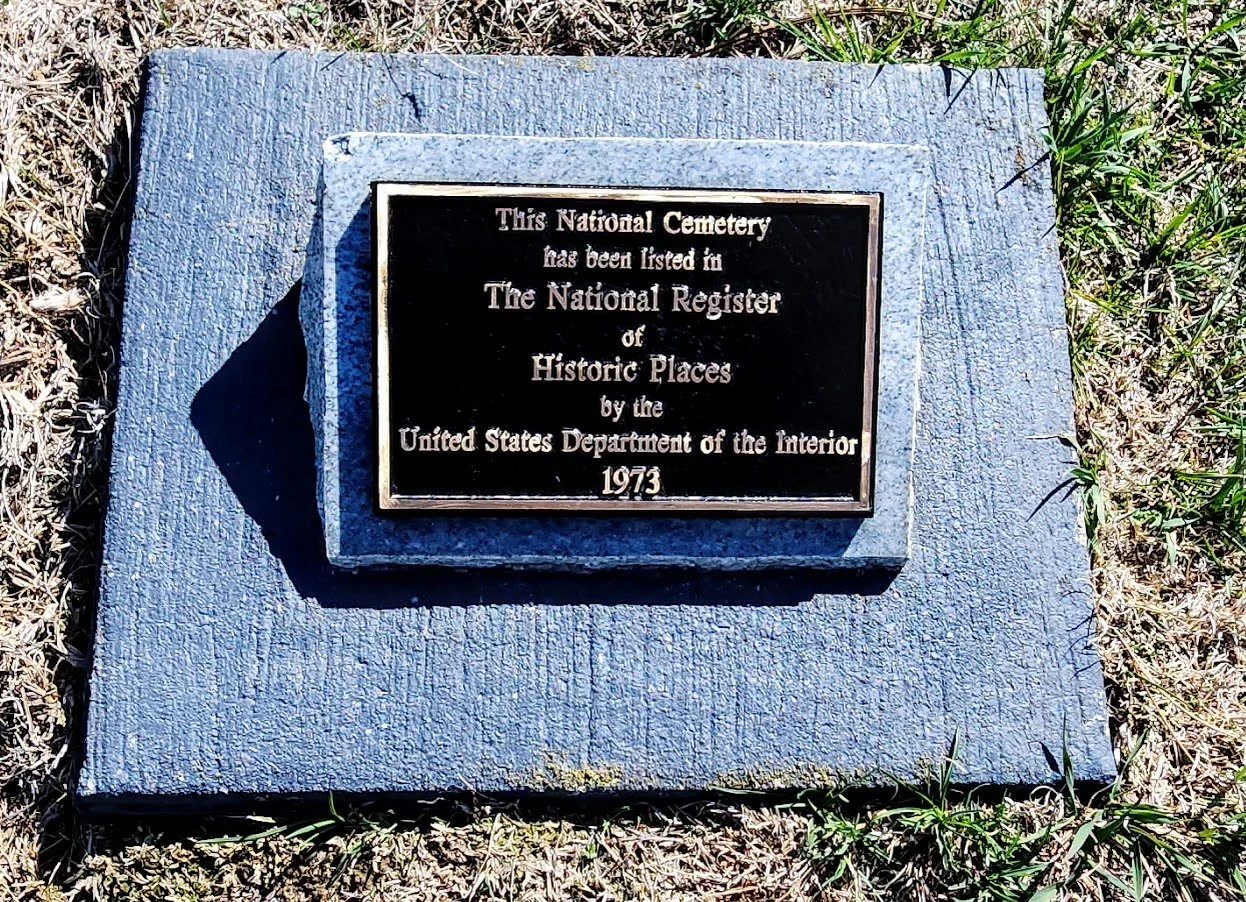 This National Cemetery
has been listed in
The National Register
of
Historic Places
by the
United States Department of the Interior
1973